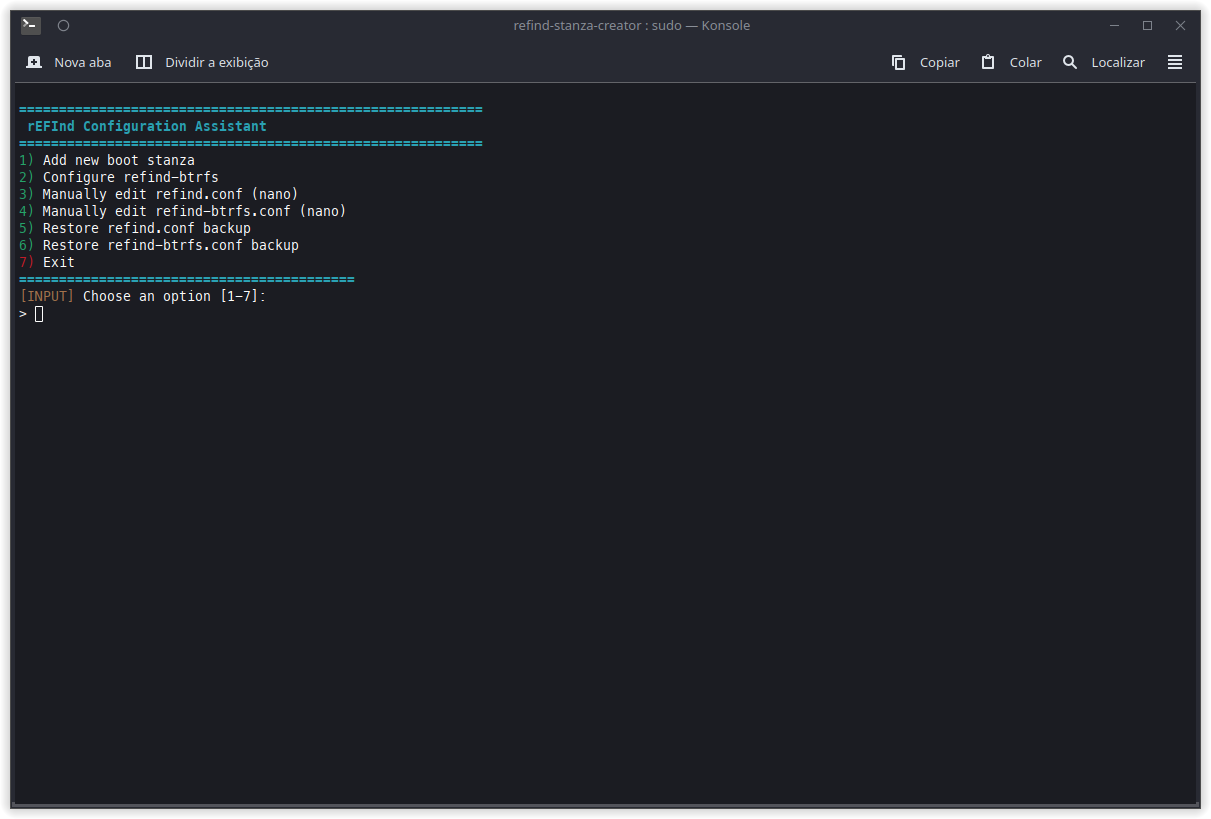 refind-stanza-creator : sudo — Konsole
Nova aba Dividir a exibição Copiar Colar Localizar
==========================================================
rEFInd Configuration Assistant
==========================================================
1) Add new boot stanza
2) Configure refind-btrfs
3) Manually edit refind.conf (nano)
4) Manually edit refind-btrfs.conf (nano)
5) Restore refind.conf backup
6) Restore refind-btrfs.conf backup
7) Exit
==========================================
[INPUT] Choose an option [1-7]:
>